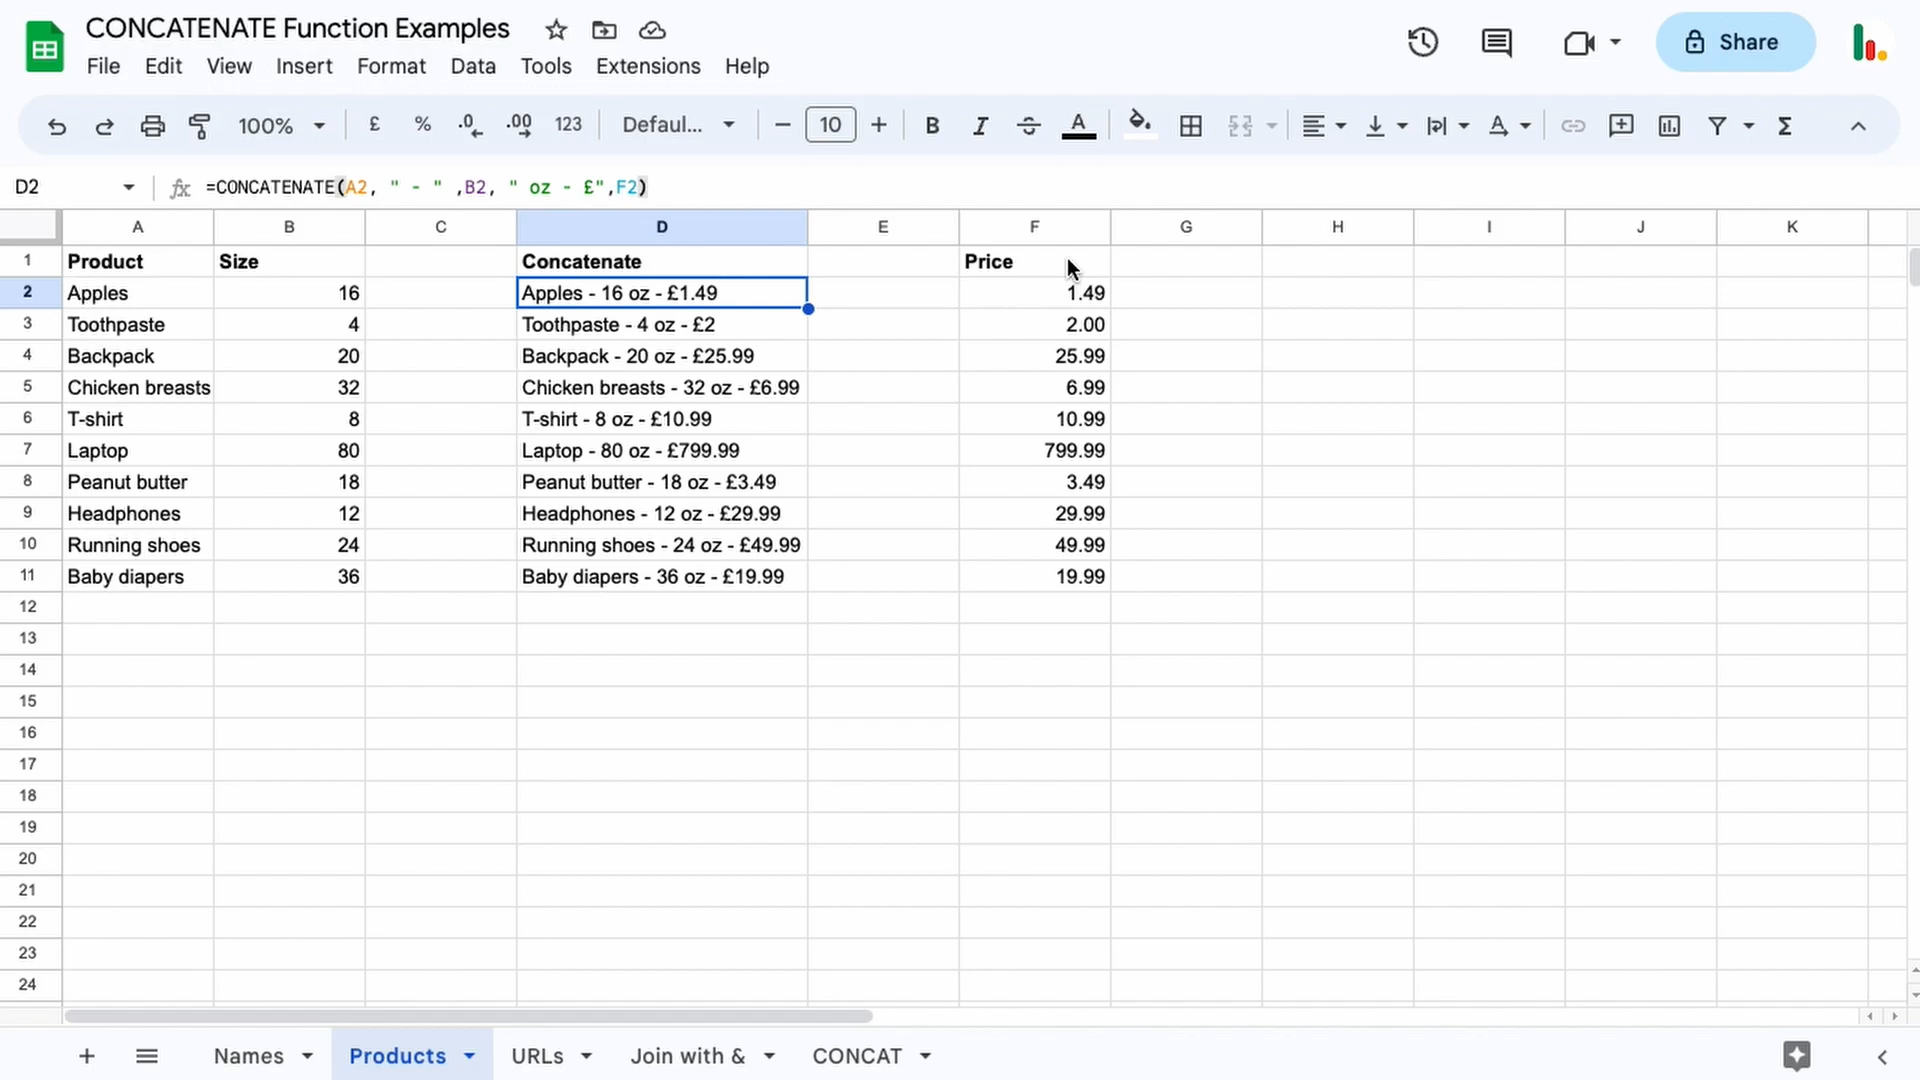 CONCATENATE Function Examples
File Edit View Insert Format Data Tools Extensions Help
Share
100% £ % .0 .00 123 Defaul... 10 B I A
D2 fx =CONCATENATE(A2, " - " ,B2, " oz - £",F2)
A B C D E F G H I J K
1 Product Size Concatenate Price
2 Apples 16 Apples - 16 oz - £1.49 1.49
3 Toothpaste 4 Toothpaste - 4 oz - £2 2.00
4 Backpack 20 Backpack - 20 oz - £25.99 25.99
5 Chicken breasts 32 Chicken breasts - 32 oz - £6.99 6.99
6 T-shirt 8 T-shirt - 8 oz - £10.99 10.99
7 Laptop 80 Laptop - 80 oz - £799.99 799.99
8 Peanut butter 18 Peanut butter - 18 oz - £3.49 3.49
9 Headphones 12 Headphones - 12 oz - £29.99 29.99
10 Running shoes 24 Running shoes - 24 oz - £49.99 49.99
11 Baby diapers 36 Baby diapers - 36 oz - £19.99 19.99
12
13
14
15
16
17
18
19
20
21
22
23
24
Names Products URLs Join with & CONCAT